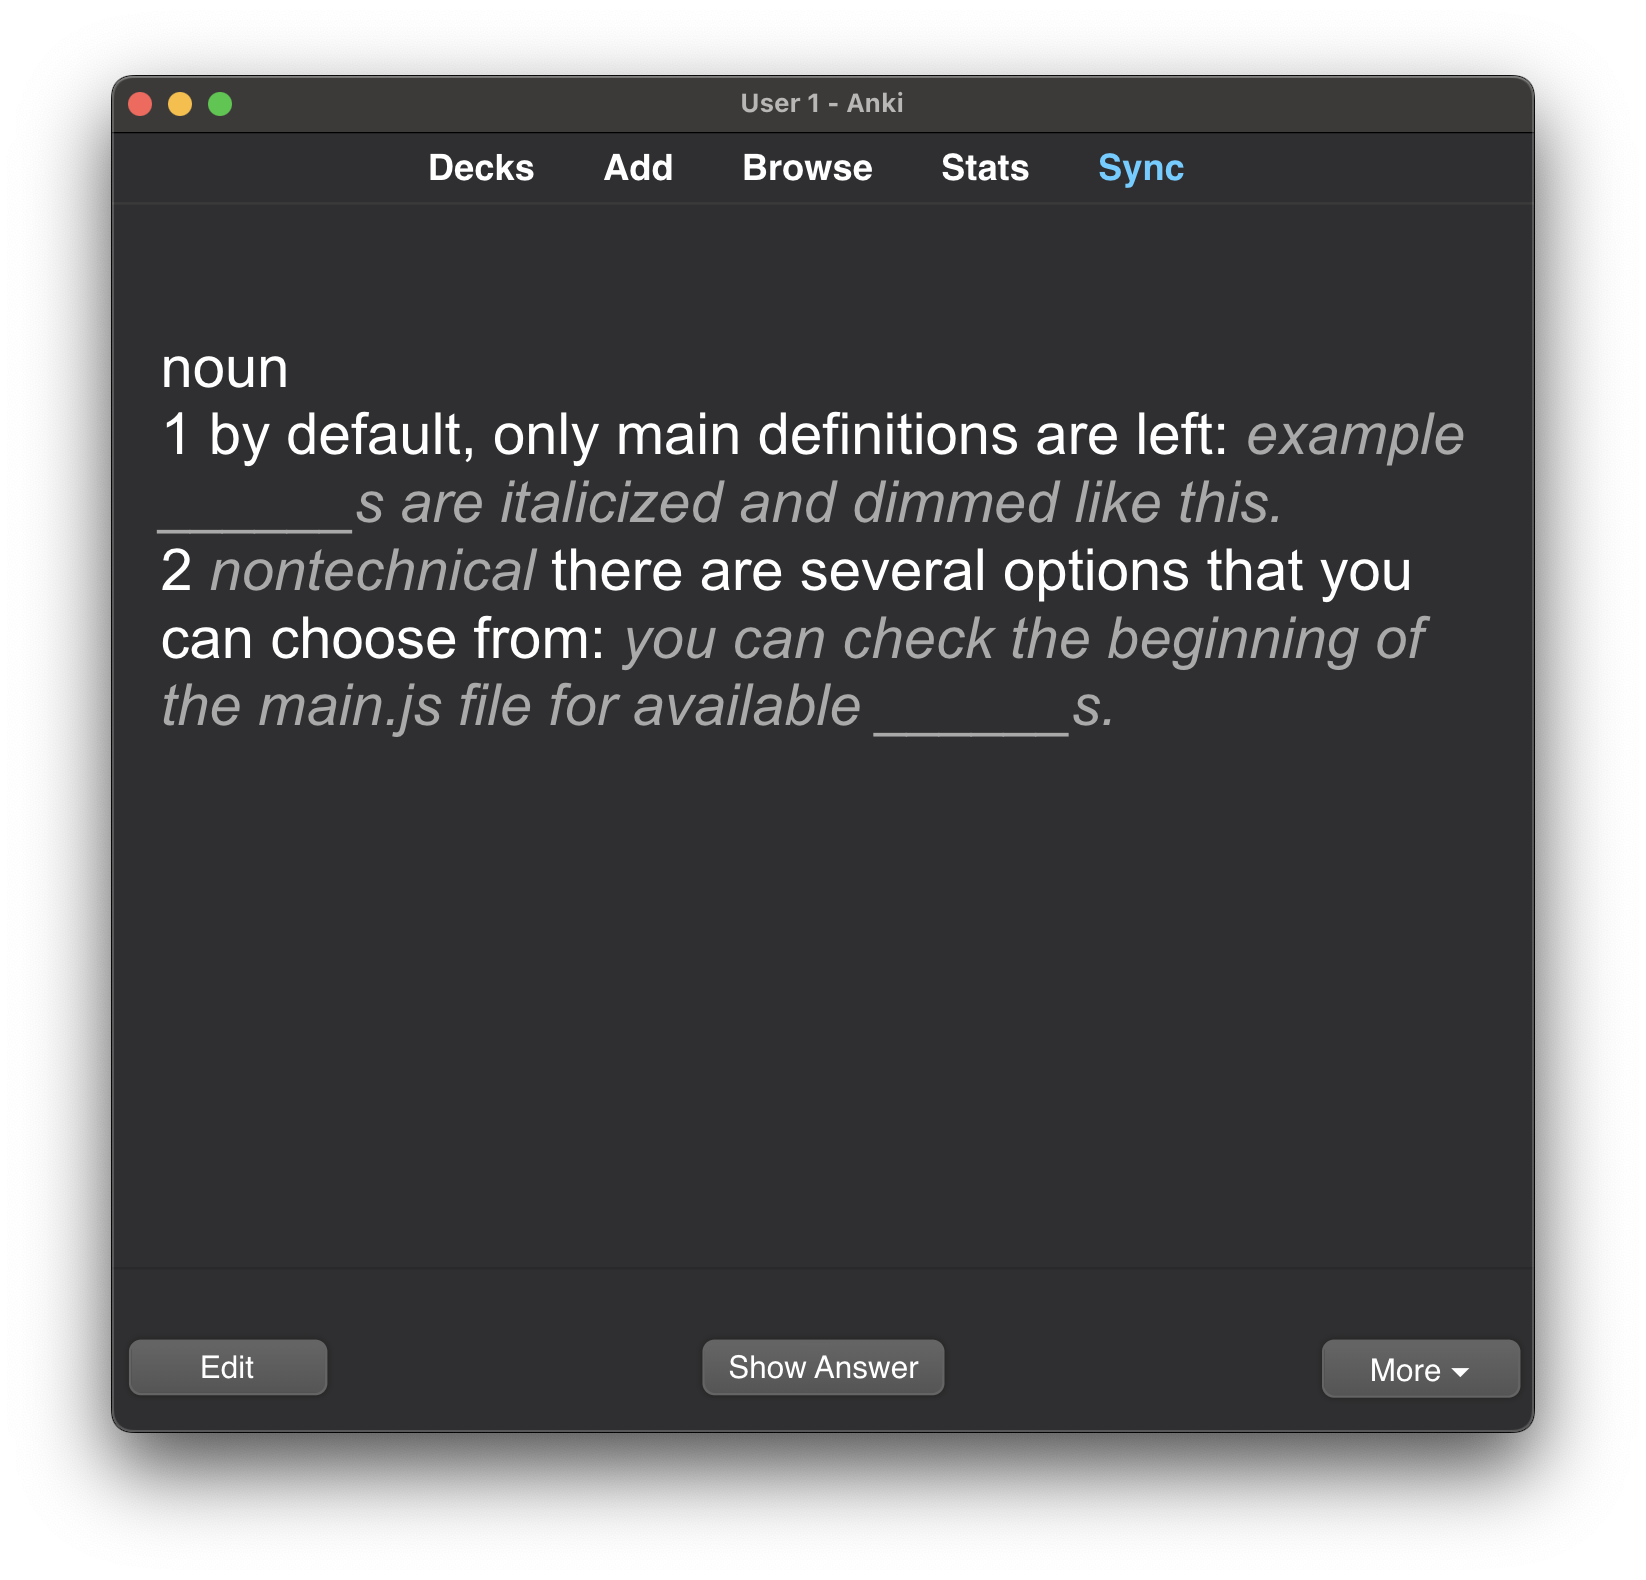 User 1 - Anki
Decks Add Browse Stats Sync
noun
1 by default, only main definitions are left: example
______s are italicized and dimmed like this.
2 nontechnical there are several options that you
can choose from: you can check the beginning of
the main.js file for available ______s.
Edit Show Answer More